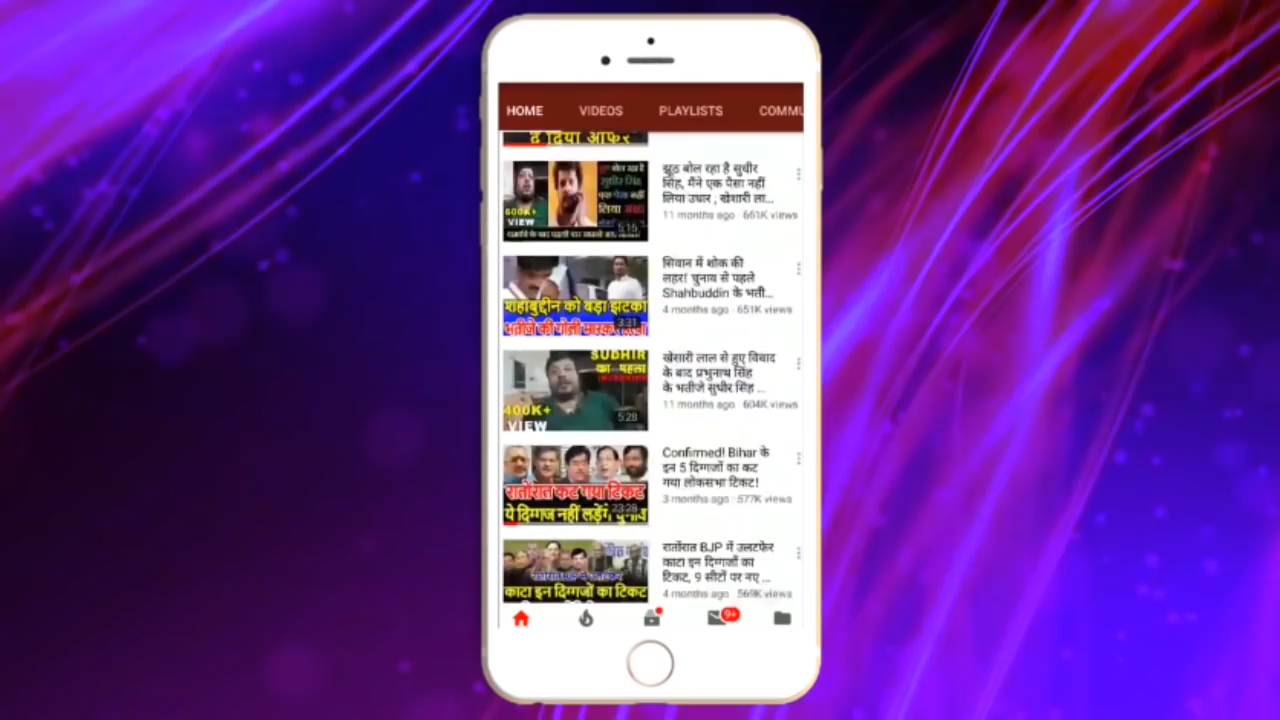 HOME VIDEOS PLAYLISTS COMMU
दे दिया ऑफर
600K+
VIEW
5:15
झूठ बोल रहा है सुधीर
सिंह, मैंने एक पैसा नहीं
लिया उधार , खेशारी ला...
11 months ago · 661K views
शहाबुद्दीन को बड़ा झटका
भतीजे की गोली मारकर हत्या
3:31
सिवान में शोक की
लहर! चुनाव से पहले
Shahbuddin के भती...
4 months ago · 651K views
SUDHIR
का पहला
400K+
VIEW
5:28
खेसारी लाल से हुए विवाद
के बाद प्रभुनाथ सिंह
के भतीजे सुधीर सिंह ...
11 months ago · 604K views
रातोंरात कट गया टिकट
ये दिग्गज नहीं लड़ेंगे चुनाव
23:28
Confirmed! Bihar के
इन 5 दिग्गजों का कट
गया लोकसभा टिकट!
3 months ago · 577K views
काटा इन दिग्गजों का टिकट
रातोंरात BJP में उलटफेर
काटा इन दिग्गजों का
टिकट, 9 सीटों पर नए ...
4 months ago · 569K views
9+